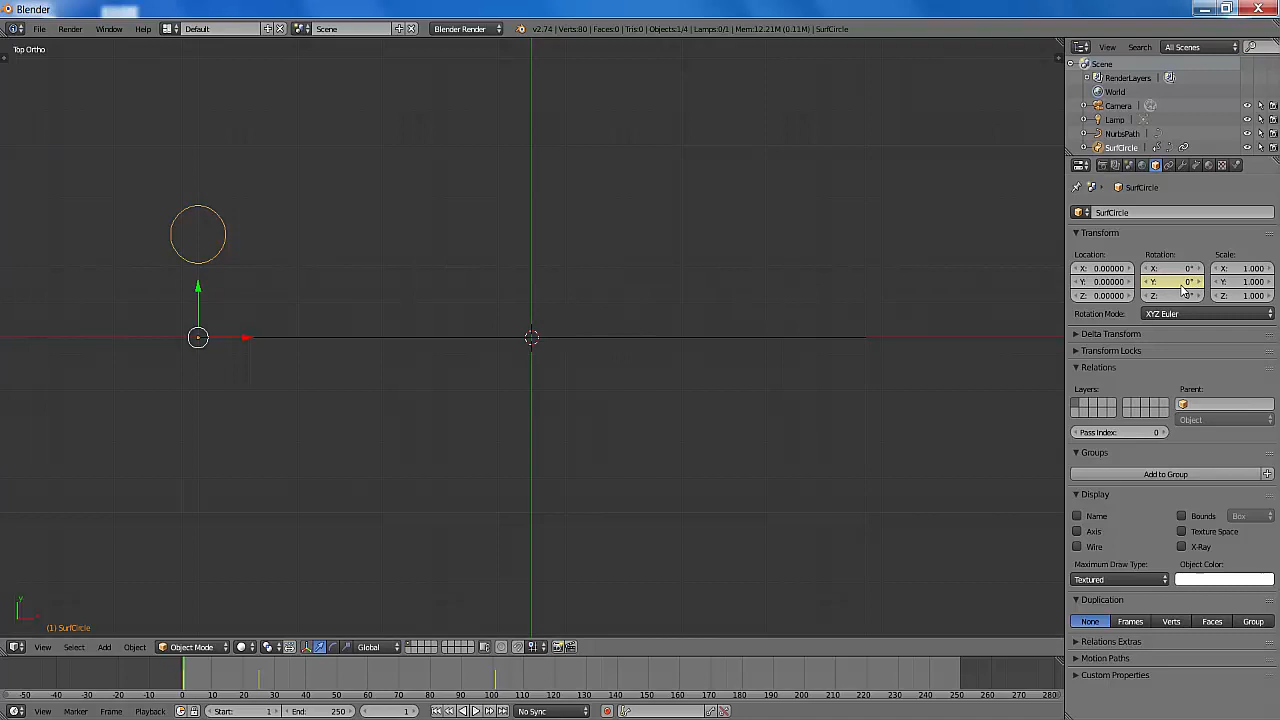 Blender
File Render Window Help Default Scene Blender Render v2.74 | Verts:80 | Faces:0 | Tris:0 | Objects:1/4 | Lamps:0/1 | Mem:12.21M (0.11M) | SurfCircle
Top Ortho
(1) SurfCircle
View Select Add Object Object Mode Global
-50 -40 -30 -20 -10 0 10 20 30 40 50 60 70 80 90 100 110 120 130 140 150 160 170 180 190 200 210 220 230 240 250 260 270 280
View Marker Frame Playback Start: 1 End: 250 1 No Sync
View Search All Scenes
Scene
RenderLayers
World
Camera
Lamp
NurbsPath
SurfCircle
SurfCircle
SurfCircle
Transform
Location: Rotation: Scale:
X: 0.00000 X: 0° X: 1.000
Y: 0.00000 Y: 0° Y: 1.000
Z: 0.00000 Z: 0° Z: 1.000
Rotation Mode: XYZ Euler
Delta Transform
Transform Locks
Relations
Layers: Parent:
Object
Pass Index: 0
Groups
Add to Group
Display
Name Bounds Box
Axis Texture Space
Wire X-Ray
Maximum Draw Type: Object Color:
Textured
Duplication
None Frames Verts Faces Group
Relations Extras
Motion Paths
Custom Properties